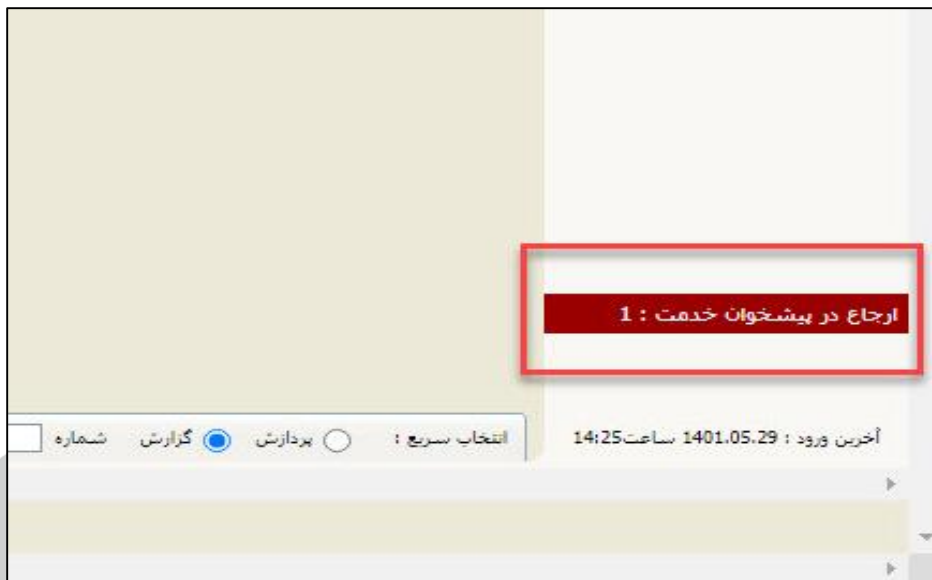 ارجاع در پیشخوان خدمت : 1
آخرین ورود : 1401.05.29 ساعت14:25
انتخاب سریع : پردازش گزارش شماره